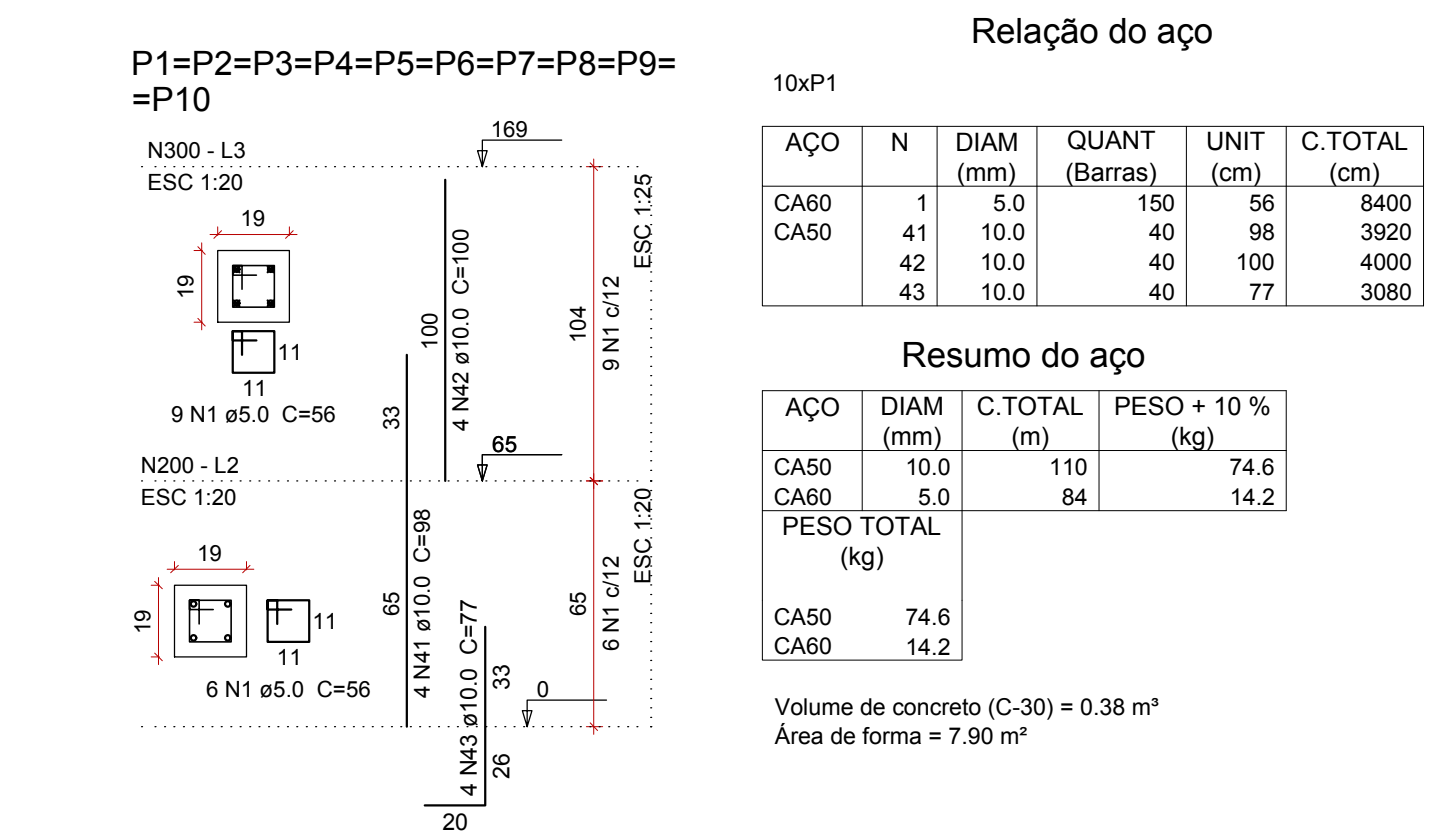 P1=P2=P3=P4=P5=P6=P7=P8=P9=
=P10
N300 - L3
ESC 1:20
169
ESC 1:25
19
19
11
11
9 N1 ø5.0 C=56
33
100
4 N42 ø10.0 C=100
104
9 N1 c/12
65
N200 - L2
ESC 1:20
ESC 1:20
19
19
11
11
6 N1 ø5.0 C=56
65
4 N41 ø10.0 C=98
4 N43 ø10.0 C=77
33
26
20
0
65
6 N1 c/12
Relação do aço
10xP1
AÇO N DIAM QUANT UNIT C.TOTAL
(mm) (Barras) (cm) (cm)
CA60 1 5.0 150 56 8400
CA50 41 10.0 40 98 3920
42 10.0 40 100 4000
43 10.0 40 77 3080
Resumo do aço
AÇO DIAM C.TOTAL PESO + 10 %
(mm) (m) (kg)
CA50 10.0 110 74.6
CA60 5.0 84 14.2
PESO TOTAL
(kg)
CA50 74.6
CA60 14.2
Volume de concreto (C-30) = 0.38 m³
Área de forma = 7.90 m²